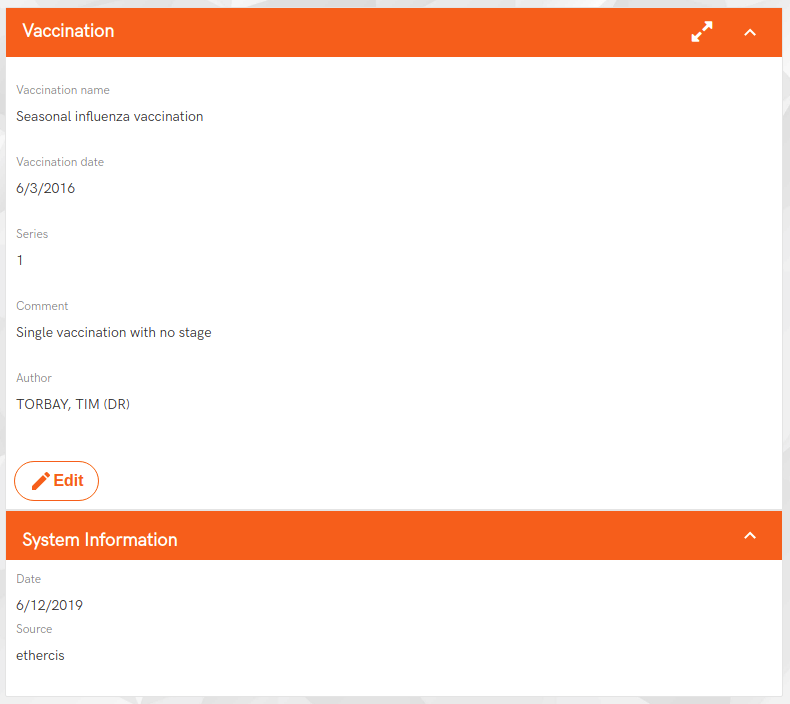 Vaccination
Vaccination name
Seasonal influenza vaccination
Vaccination date
6/3/2016
Series
1
Comment
Single vaccination with no stage
Author
TORBAY, TIM (DR)
Edit
System Information
Date
6/12/2019
Source
ethercis